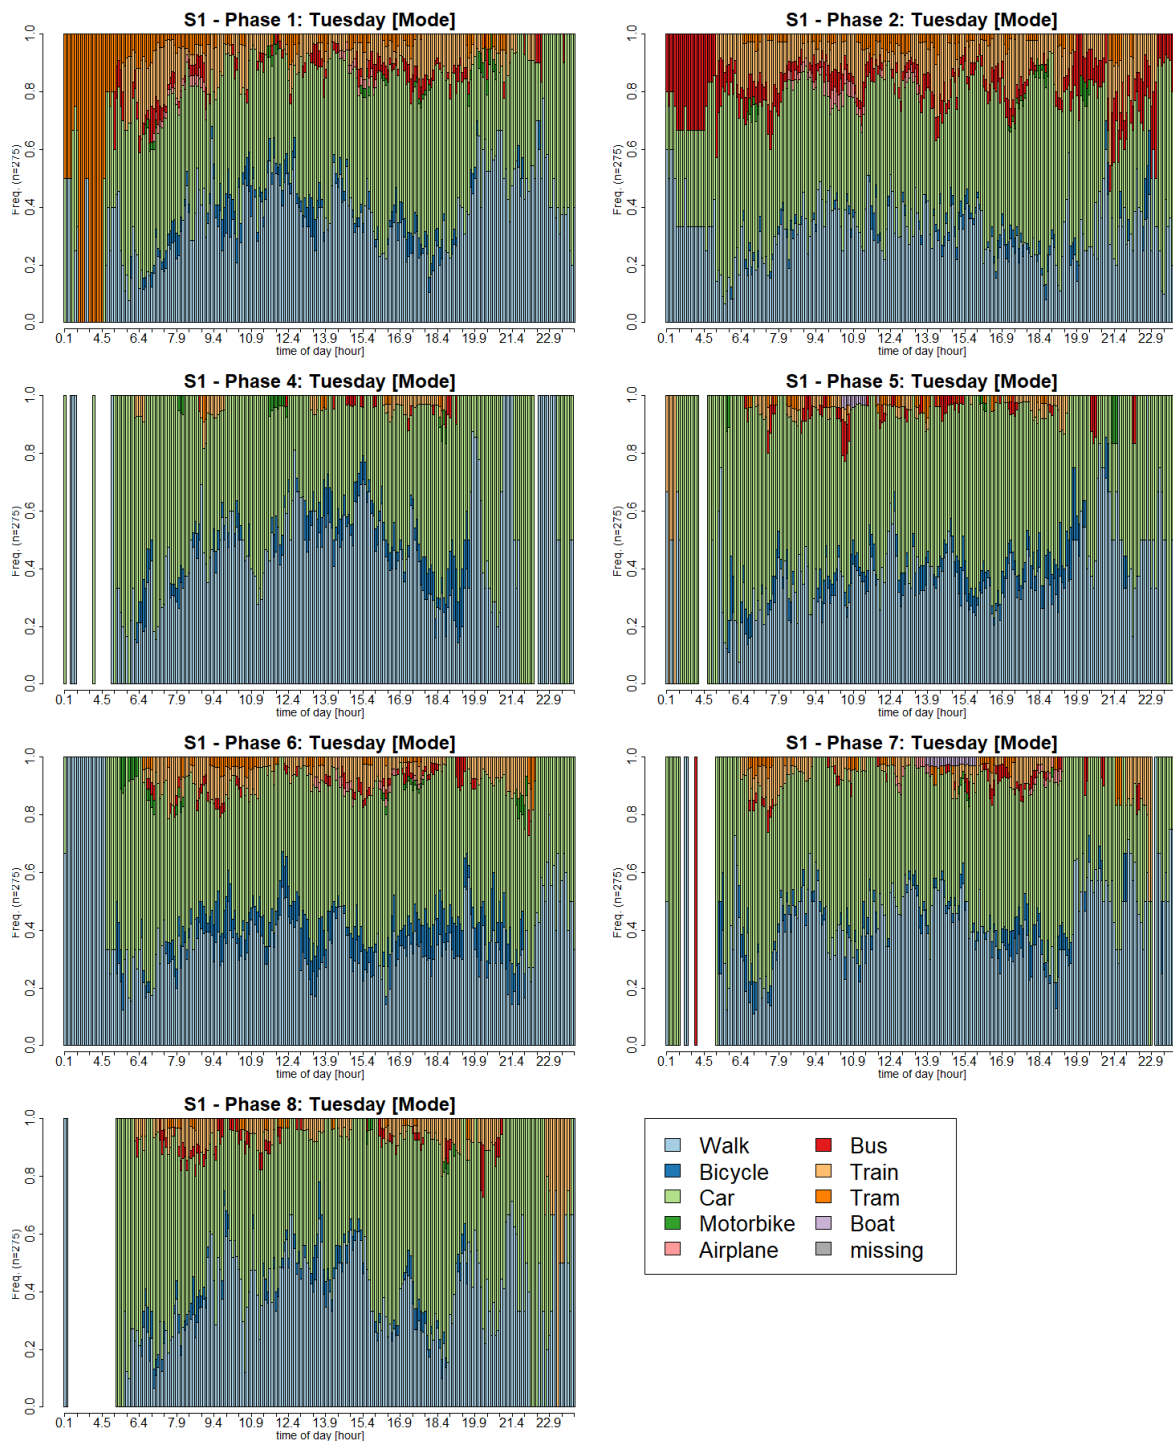 S1 - Phase 1: Tuesday [Mode]
Freq. (n=275)
0.0 0.2 0.4 0.6 0.8 1.0
0.1 4.5 6.4 7.9 9.4 10.9 12.4 13.9 15.4 16.9 18.4 19.9 21.4 22.9
time of day [hour]
S1 - Phase 2: Tuesday [Mode]
Freq. (n=275)
0.0 0.2 0.4 0.6 0.8 1.0
0.1 4.5 6.4 7.9 9.4 10.9 12.4 13.9 15.4 16.9 18.4 19.9 21.4 22.9
time of day [hour]
S1 - Phase 4: Tuesday [Mode]
Freq. (n=275)
0.0 0.2 0.4 0.6 0.8 1.0
0.1 4.5 6.4 7.9 9.4 10.9 12.4 13.9 15.4 16.9 18.4 19.9 21.4 22.9
time of day [hour]
S1 - Phase 5: Tuesday [Mode]
Freq. (n=275)
0.0 0.2 0.4 0.6 0.8 1.0
0.1 4.5 6.4 7.9 9.4 10.9 12.4 13.9 15.4 16.9 18.4 19.9 21.4 22.9
time of day [hour]
S1 - Phase 6: Tuesday [Mode]
Freq. (n=275)
0.0 0.2 0.4 0.6 0.8 1.0
0.1 4.5 6.4 7.9 9.4 10.9 12.4 13.9 15.4 16.9 18.4 19.9 21.4 22.9
time of day [hour]
S1 - Phase 7: Tuesday [Mode]
Freq. (n=275)
0.0 0.2 0.4 0.6 0.8 1.0
0.1 4.5 6.4 7.9 9.4 10.9 12.4 13.9 15.4 16.9 18.4 19.9 21.4 22.9
time of day [hour]
S1 - Phase 8: Tuesday [Mode]
Freq. (n=275)
0.0 0.2 0.4 0.6 0.8 1.0
0.1 4.5 6.4 7.9 9.4 10.9 12.4 13.9 15.4 16.9 18.4 19.9 21.4 22.9
time of day [hour]
Walk
Bicycle
Car
Motorbike
Airplane
Bus
Train
Tram
Boat
missing